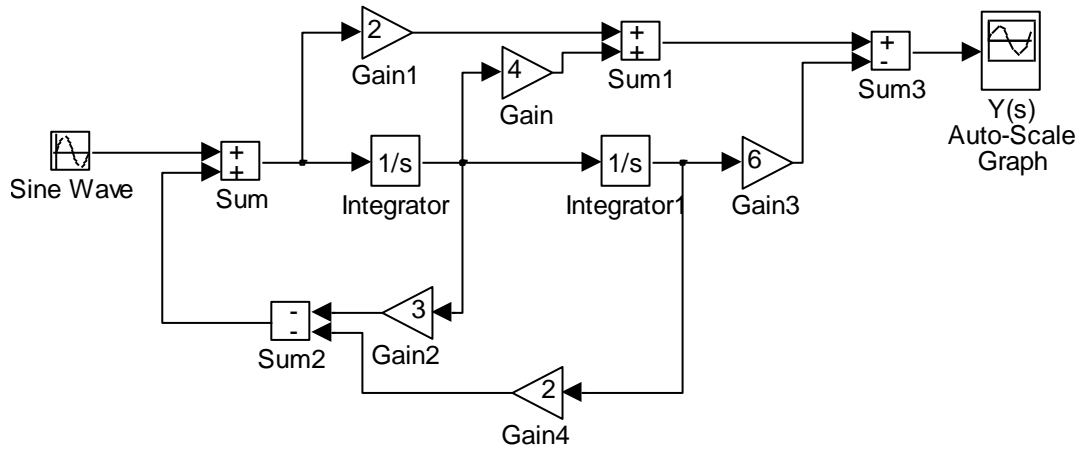 2
Gain1
+
+
Sum1
4
Gain
+
-
Sum3
Y(s)
Auto-Scale
Graph
Sine Wave
+
+
Sum
1/s
Integrator
1/s
Integrator1
6
Gain3
-
-
Sum2
3
Gain2
2
Gain4